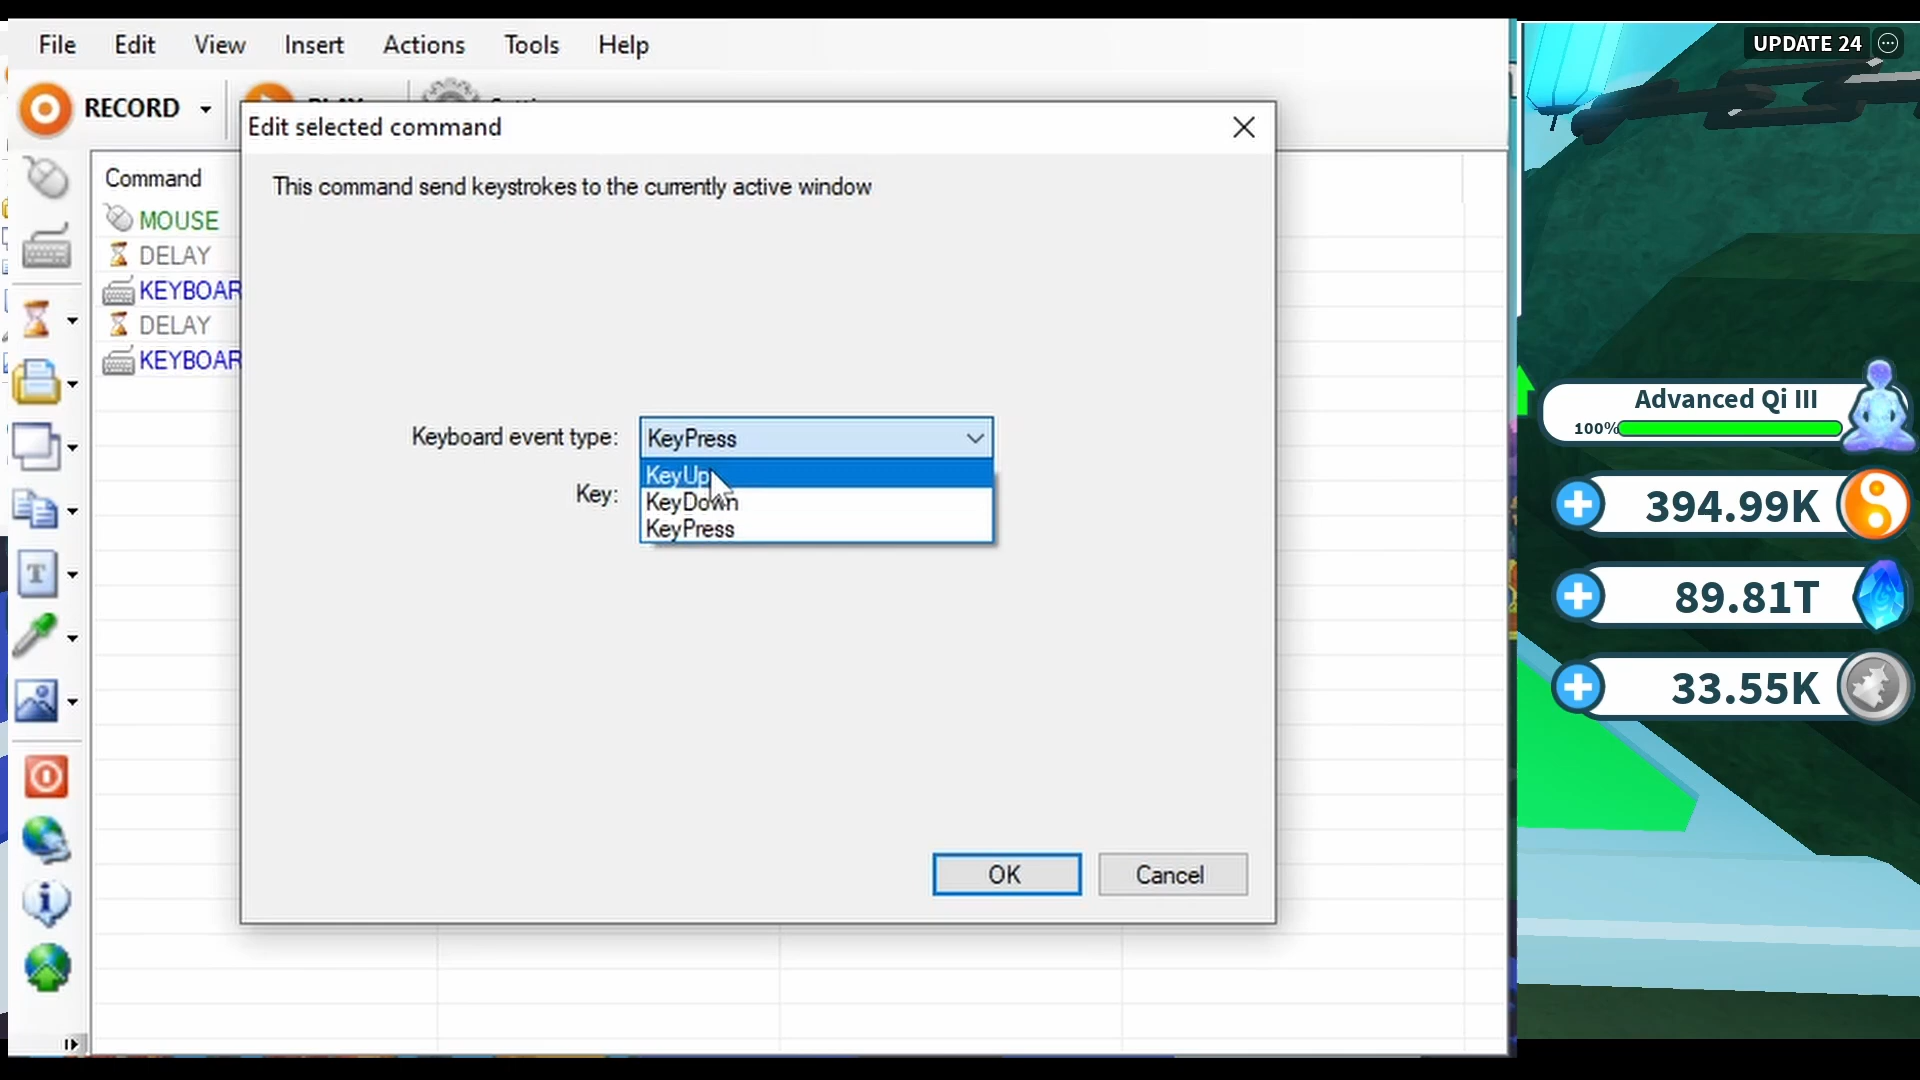 UPDATE 24
File Edit View Insert Actions Tools Help
RECORD
Edit selected command
This command send keystrokes to the currently active window
Command
MOUSE
DELAY
KEYBOAR
DELAY
KEYBOAR
Keyboard event type: KeyPress
KeyUp
Key:
KeyDown
KeyPress
OK Cancel
Advanced Qi III
100%
394.99K
89.81T
33.55K